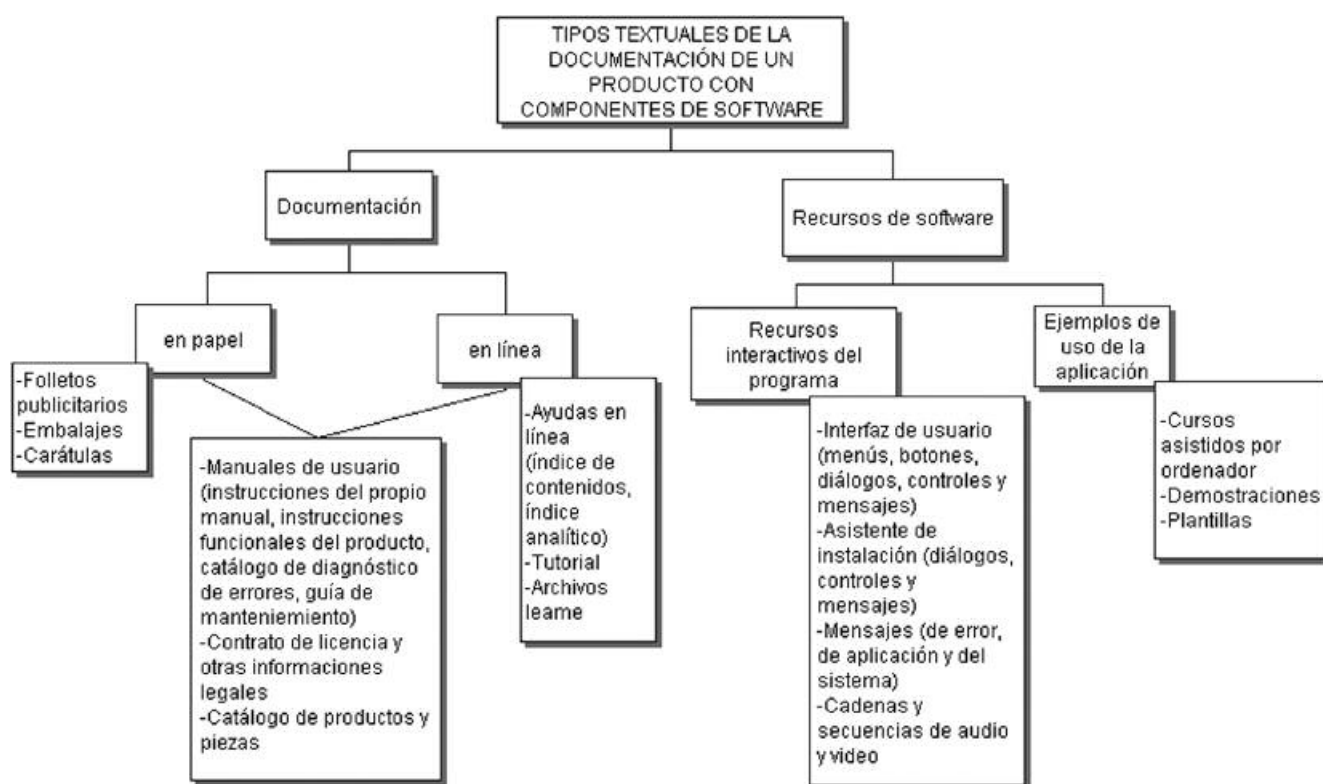 TIPOS TEXTUALES DE LA
DOCUMENTACIÓN DE UN
PRODUCTO CON
COMPONENTES DE SOFTWARE
Documentación
Recursos de software
en papel
en línea
Recursos
interactivos del
programa
Ejemplos de
uso de la
aplicación
-Folletos
publicitarios
-Embalajes
-Carátulas
-Manuales de usuario
(instrucciones del propio
manual, instrucciones
funcionales del producto,
catálogo de diagnóstico
de errores, guía de
manteniemiento)
-Contrato de licencia y
otras informaciones
legales
-Catálogo de productos y
piezas
-Ayudas en
línea
(índice de
contenidos,
índice
analítico)
-Tutorial
-Archivos
leame
-Interfaz de usuario
(menús, botones,
diálogos, controles y
mensajes)
-Asistente de
instalación (diálogos,
controles y
mensajes)
-Mensajes (de error,
de aplicación y del
sistema)
-Cadenas y
secuencias de audio
y video
-Cursos
asistidos por
ordenador
-Demostraciones
-Plantillas